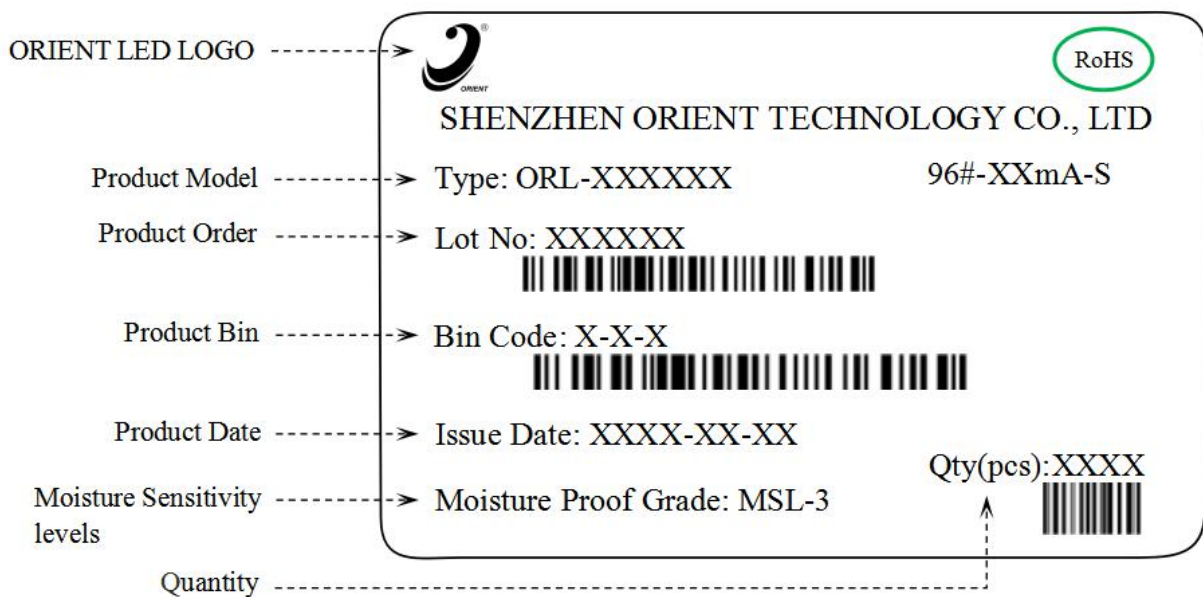 ORIENT LED LOGO
®
ORIENT
RoHS
SHENZHEN ORIENT TECHNOLOGY CO., LTD
Product Model
Type: ORL-XXXXXX
96#-XXmA-S
Product Order
Lot No: XXXXXX
Product Bin
Bin Code: X-X-X
Product Date
Issue Date: XXXX-XX-XX
Qty(pcs):XXXX
Moisture Sensitivity
levels
Moisture Proof Grade: MSL-3
Quantity